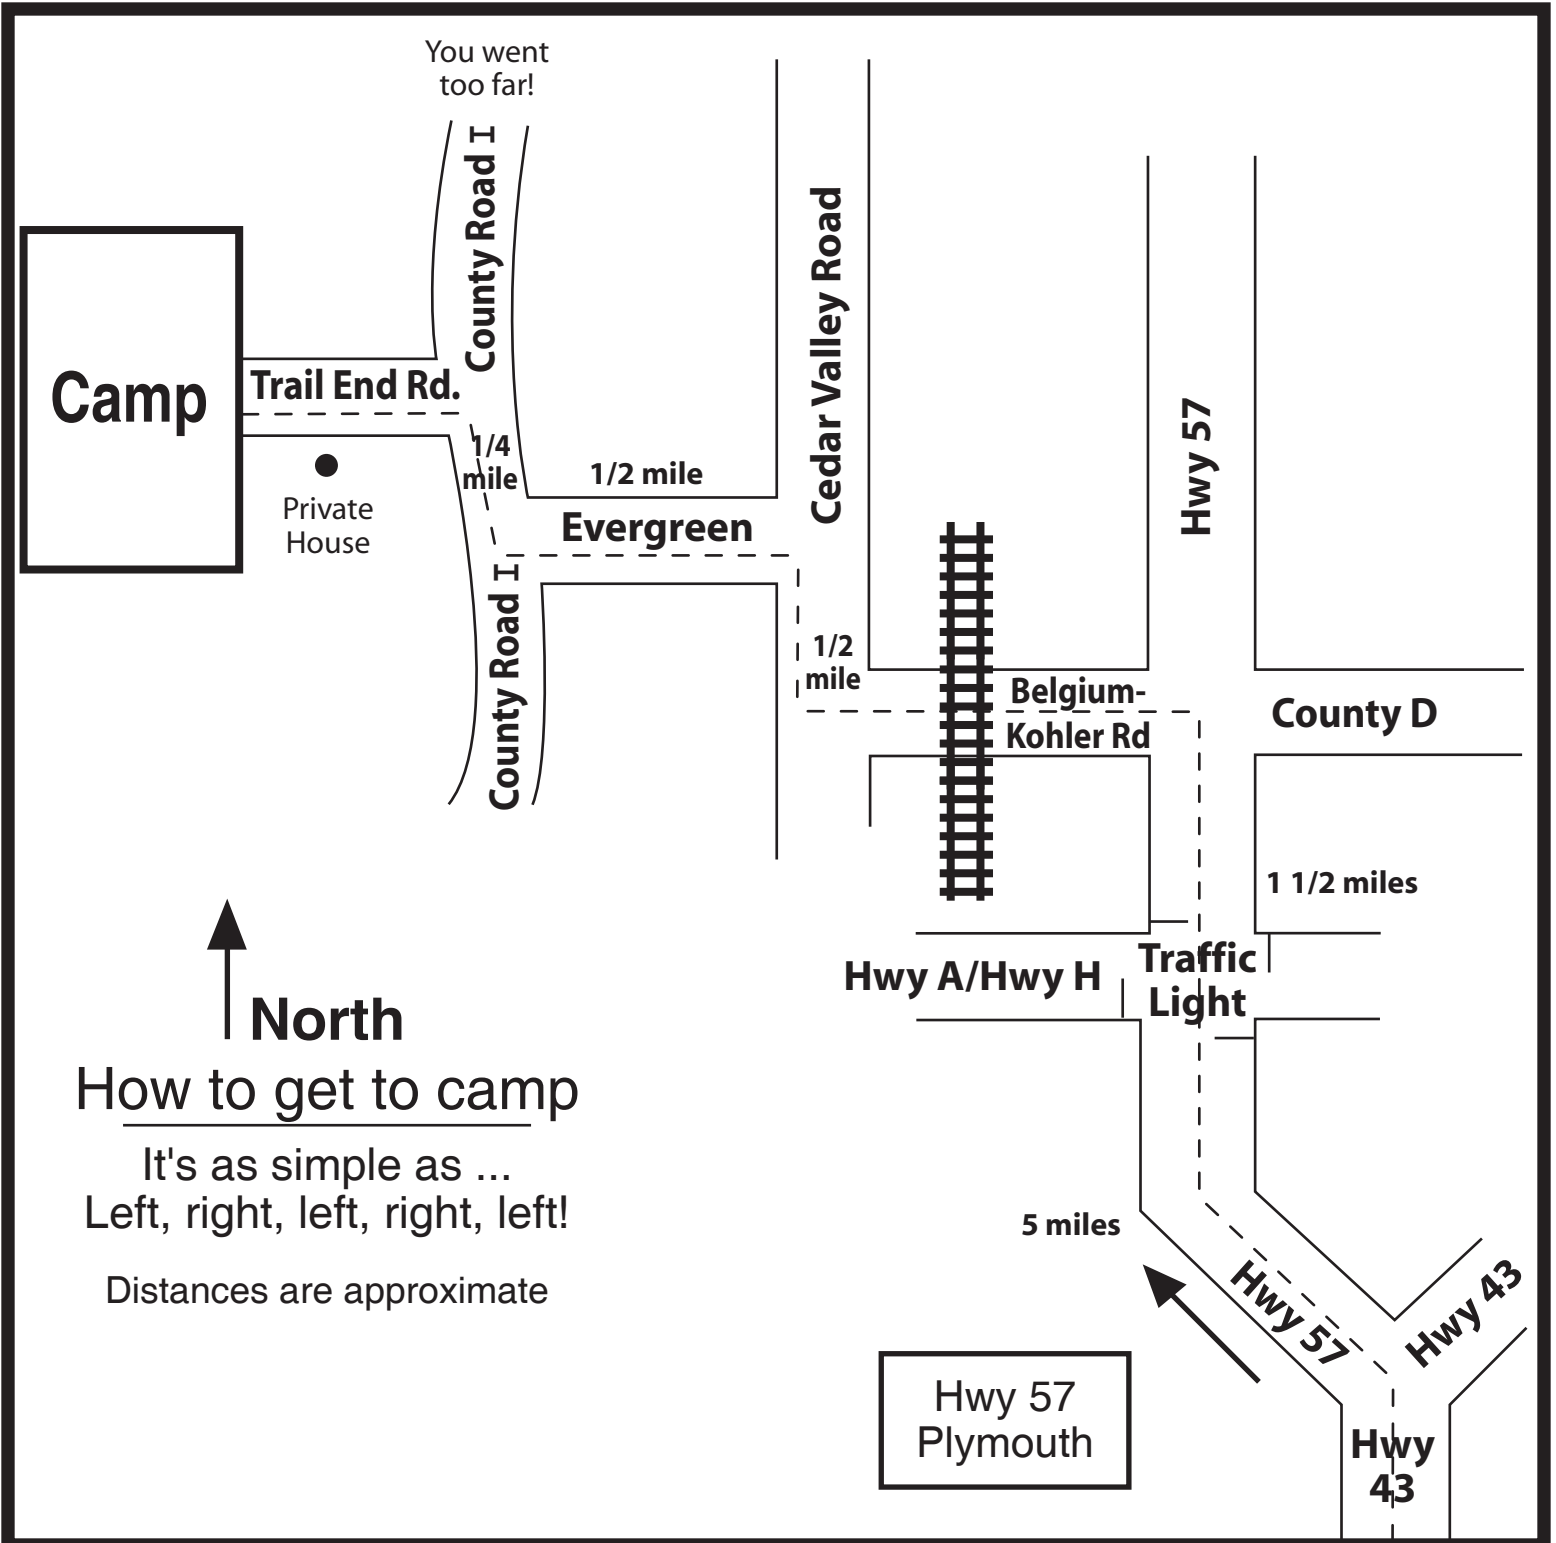 You went
too far!
County Road I
Camp
Trail End Rd.
1/4
mile
Private
House
1/2 mile
Evergreen
County Road I
Cedar Valley Road
1/2
mile
Hwy 57
Belgium-
Kohler Rd
County D
1 1/2 miles
Hwy A/Hwy H
Traffic
Light
North
How to get to camp
It's as simple as ...
Left, right, left, right, left!
Distances are approximate
5 miles
Hwy 57
Hwy 43
Hwy 57
Plymouth
Hwy
43